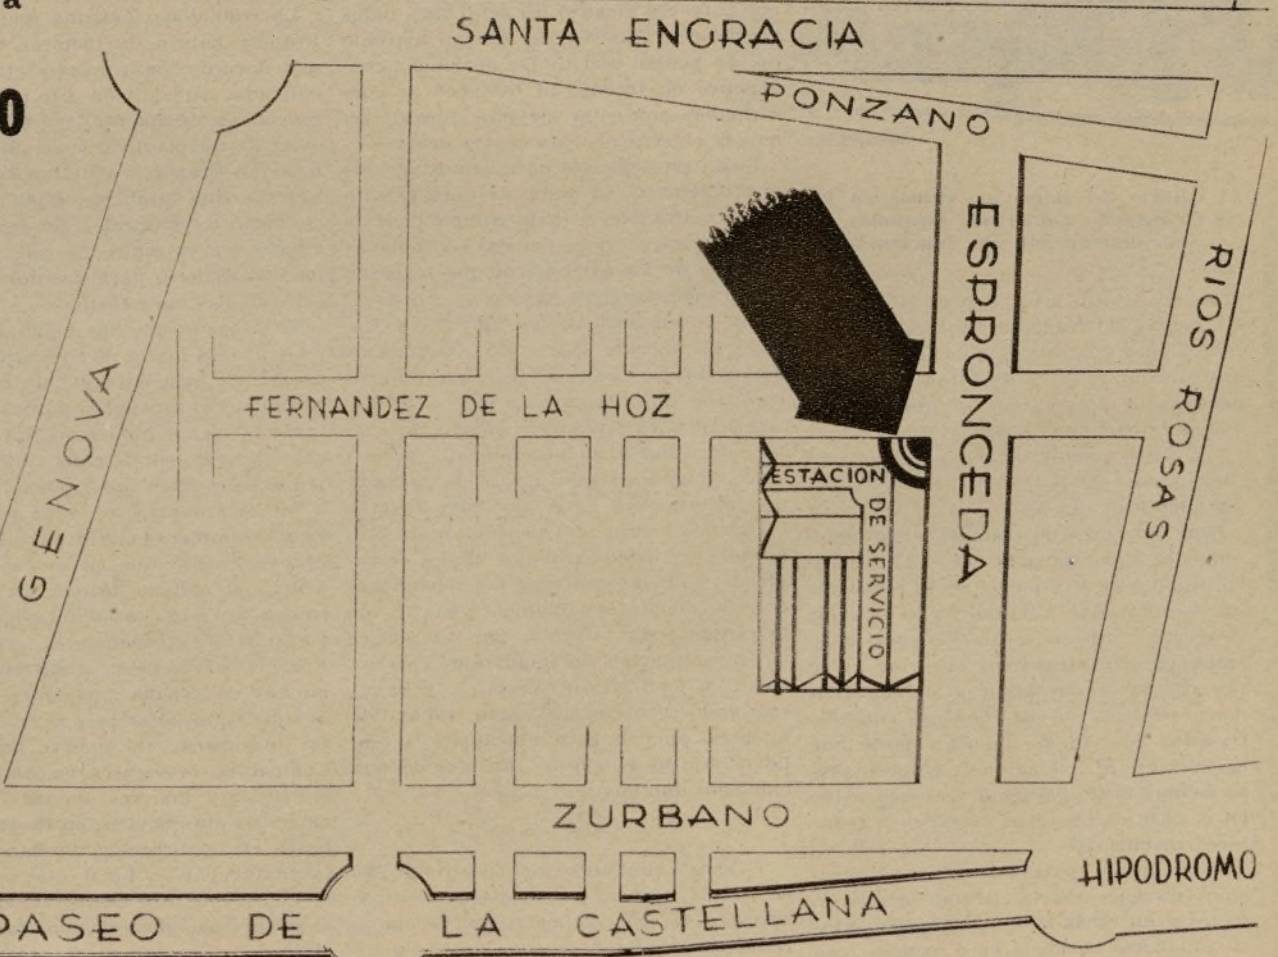 a
SANTA ENGRACIA
0
PONZANO
ESPRONCEDA
RIOS ROSAS
GENOVA
FERNANDEZ DE LA HOZ
ESTACION
DE SERVICIO
ZURBANO
HIPODROMO
PASEO DE LA CASTELLANA